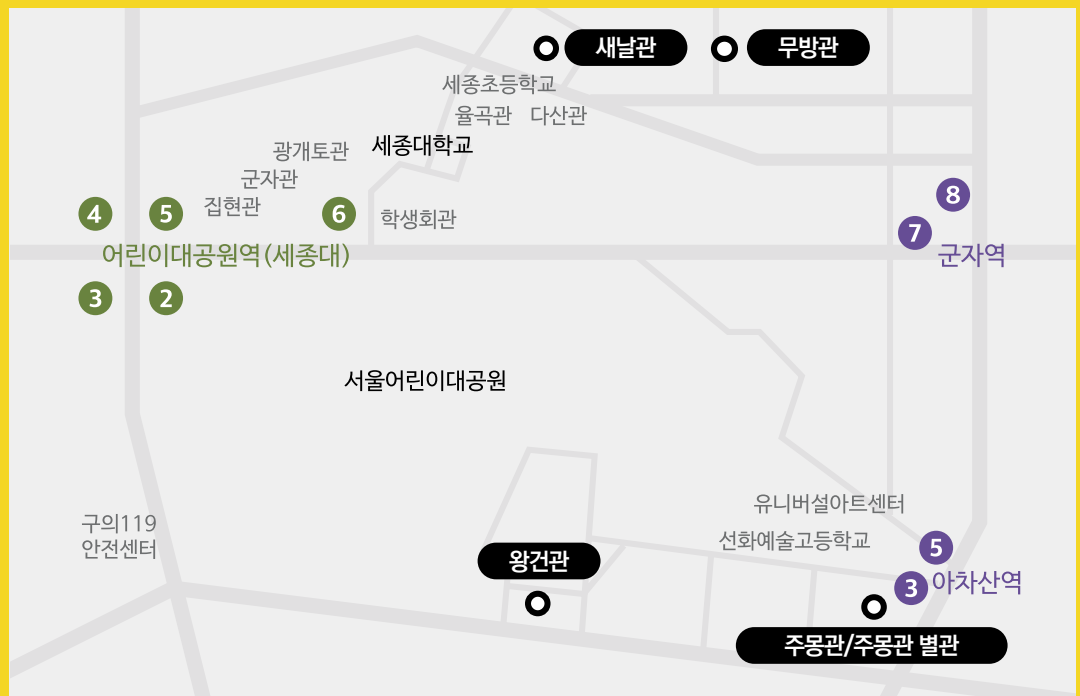 새날관
무방관
세종초등학교
율곡관 다산관
세종대학교
광개토관
군자관
집현관
학생회관
4
5
6
8
7
어린이대공원역(세종대)
군자역
3
2
서울어린이대공원
유니버설아트센터
선화예술고등학교
구의119
안전센터
왕건관
5
3
아차산역
주몽관/주몽관 별관